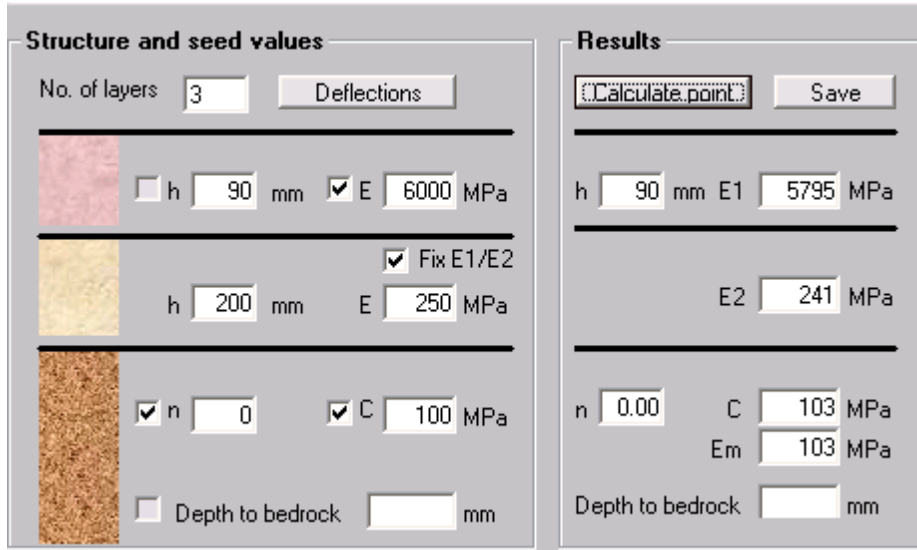 Structure and seed values
No. of layers 3 Deflections
h 90 mm E 6000 MPa
Fix E1/E2
h 200 mm E 250 MPa
n 0 C 100 MPa
Depth to bedrock mm
Results
Calculate point Save
h 90 mm E1 5795 MPa
E2 241 MPa
n 0.00 C 103 MPa
Em 103 MPa
Depth to bedrock mm